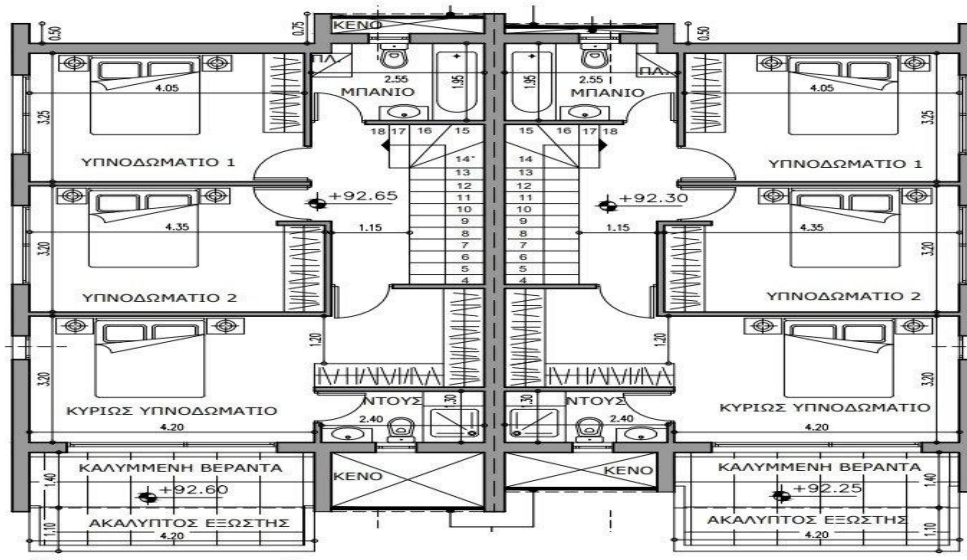 0.50
0.75
ΚΕΝΟ
0.50
ΠΛ.
2.55
1.95
ΜΠΑΝΙΟ
1.95
2.55
ΠΛ.
ΜΠΑΝΙΟ
4.05
3.25
ΥΠΝΟΔΩΜΑΤΙΟ 1
4.05
3.25
ΥΠΝΟΔΩΜΑΤΙΟ 1
18 17 16 15
14
13
12
11
10
9
8
7
6
5
4
15 16 17 18
14
13
12
11
10
9
8
7
6
5
4
+92.65
1.15
+92.30
1.15
4.35
3.20
ΥΠΝΟΔΩΜΑΤΙΟ 2
4.35
3.20
ΥΠΝΟΔΩΜΑΤΙΟ 2
1.20
1.20
3.20
ΚΥΡΙΩΣ ΥΠΝΟΔΩΜΑΤΙΟ
4.20
3.20
ΚΥΡΙΩΣ ΥΠΝΟΔΩΜΑΤΙΟ
4.20
ΝΤΟΥΣ
2.40
1.30
ΝΤΟΥΣ
2.40
1.30
ΚΕΝΟ
ΚΕΝΟ
ΚΑΛΥΜΜΕΝΗ ΒΕΡΑΝΤΑ
1.40
+92.60
ΑΚΑΛΥΠΤΟΣ ΕΞΩΣΤΗΣ
1.10
4.20
ΚΑΛΥΜΜΕΝΗ ΒΕΡΑΝΤΑ
1.40
+92.25
ΑΚΑΛΥΠΤΟΣ ΕΞΩΣΤΗΣ
1.10
4.20